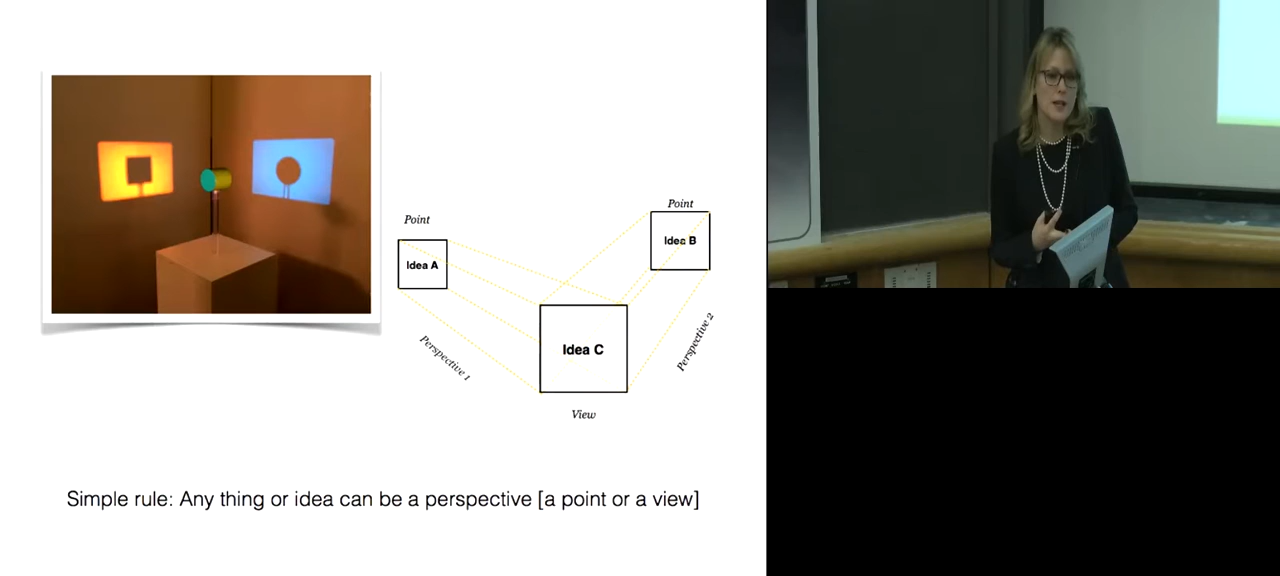 Point
Idea A
Point
Idea B
Perspective 1
Idea C
Perspective 2
View
Simple rule: Any thing or idea can be a perspective [a point or a view]